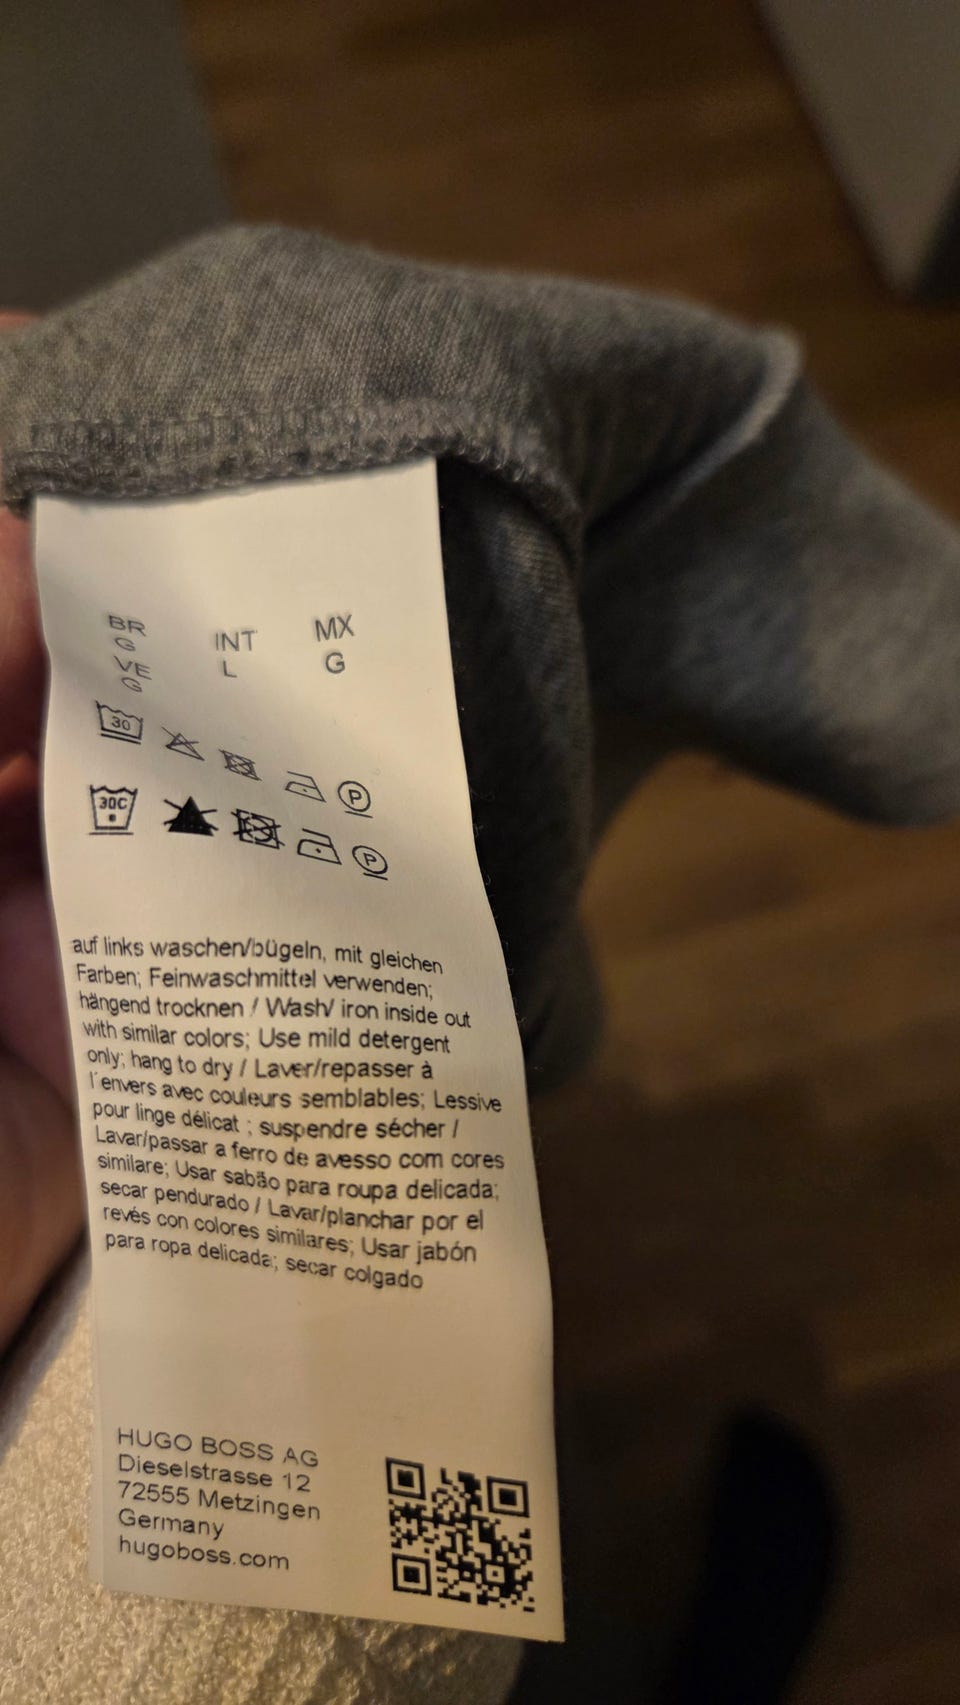 BR INT MX
G L G
VE
G
30
P
30C
P
auf links waschen/bügeln, mit gleichen
Farben; Feinwaschmittel verwenden;
hängend trocknen / Wash/ iron inside out
with similar colors; Use mild detergent
only; hang to dry / Laver/repasser à
l´envers avec couleurs semblables; Lessive
pour linge délicat ; suspendre sécher /
Lavar/passar a ferro de avesso com cores
similare; Usar sabão para roupa delicada;
secar pendurado / Lavar/planchar por el
revés con colores similares; Usar jabón
para ropa delicada; secar colgado
HUGO BOSS AG
Dieselstrasse 12
72555 Metzingen
Germany
hugoboss.com